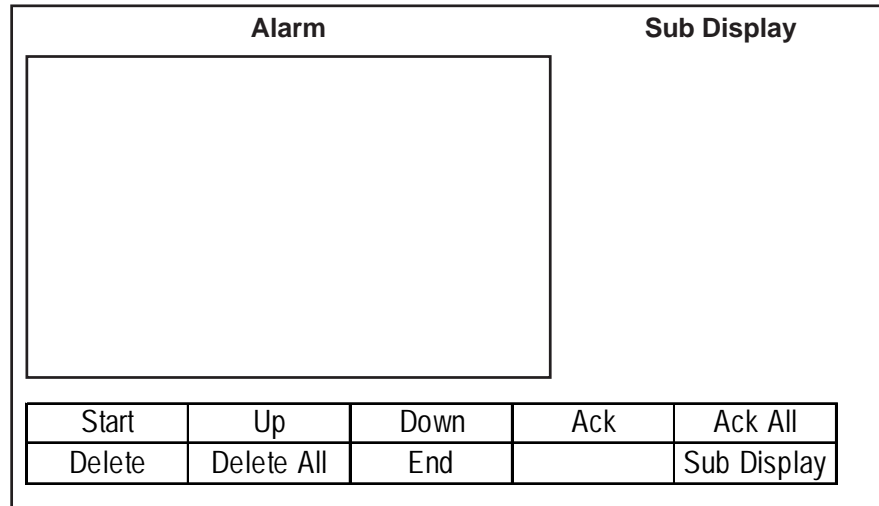 Alarm Sub Display
Start Up Down Ack Ack All
Delete Delete All End Sub Display